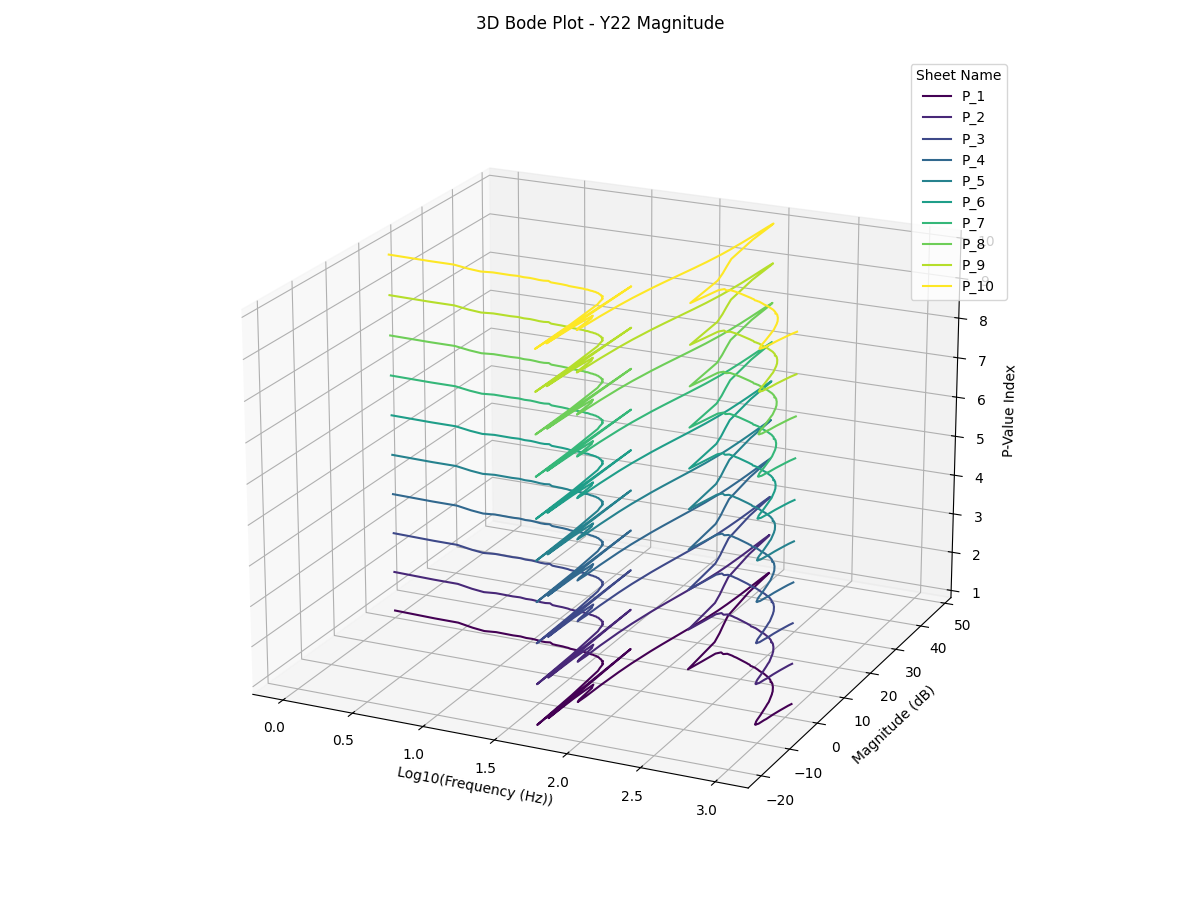 3D Bode Plot - Y22 Magnitude
Sheet Name
P_1
P_2
P_3
P_4
P_5
P_6
P_7
P_8
P_9
P_10
10
9
8
7
6
5
4
3
2
1
P-Value Index
50
40
30
20
10
0
−10
−20
Magnitude (dB)
0.0
0.5
1.0
1.5
2.0
2.5
3.0
Log10(Frequency (Hz))